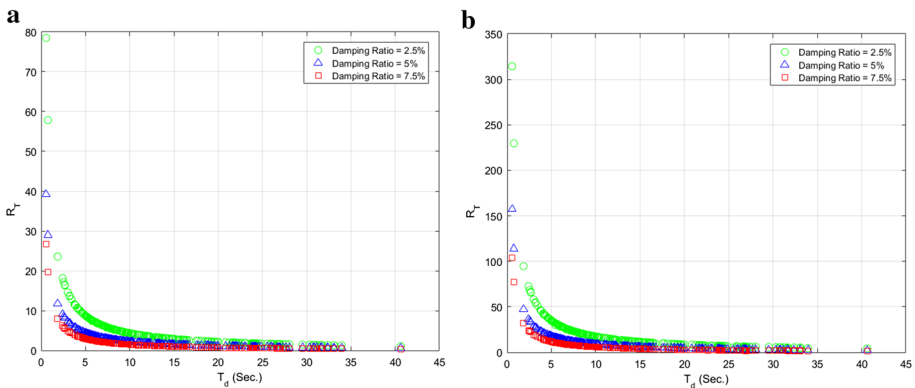 a
80
70
60
50
40
30
20
10
0
R_T
0 5 10 15 20 25 30 35 40 45
T_d (Sec.)
Damping Ratio = 2.5%
Damping Ratio = 5%
Damping Ratio = 7.5%
b
350
300
250
200
150
100
50
0
R_T
0 5 10 15 20 25 30 35 40 45
T_d (Sec.)
Damping Ratio = 2.5%
Damping Ratio = 5%
Damping Ratio = 7.5%